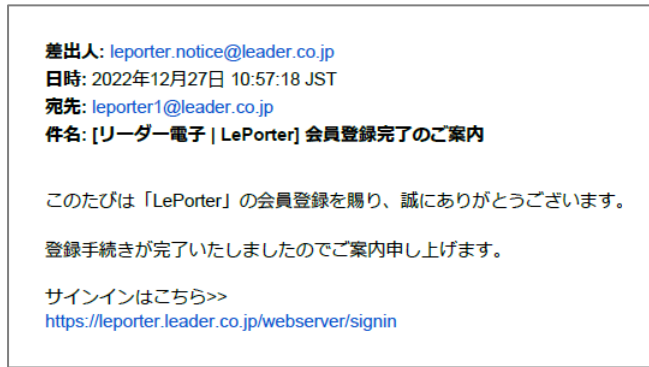 差出人: leporter.notice@leader.co.jp
日時: 2022年12月27日 10:57:18 JST
宛先: leporter1@leader.co.jp
件名: [リーダー電子 | LePorter] 会員登録完了のご案内
このたびは「LePorter」の会員登録を賜り、誠にありがとうございます。
登録手続きが完了いたしましたのでご案内申し上げます。
サインインはこちら>>
https://leporter.leader.co.jp/webserver/signin